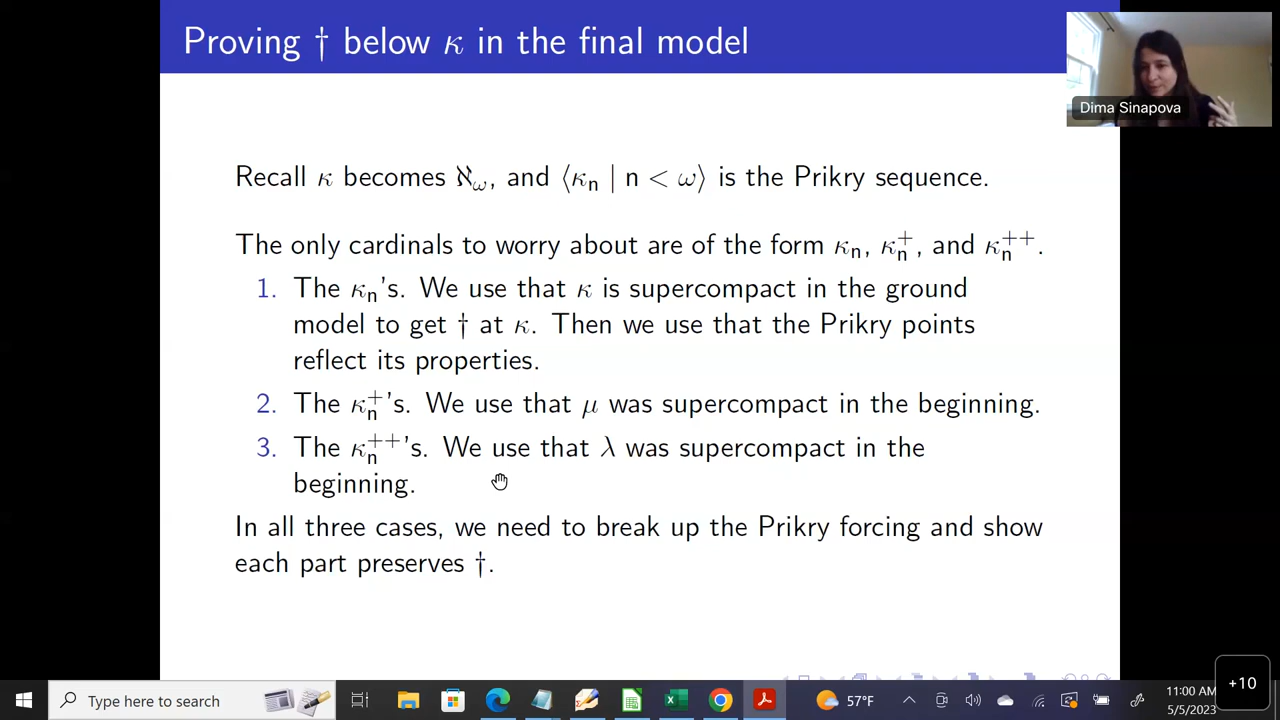 Proving † below κ in the final model
Dima Sinapova
Recall κ becomes ℵ_ω, and ⟨κ_n | n < ω⟩ is the Prikry sequence.
The only cardinals to worry about are of the form κ_n, κ_n^+, and κ_n^{++}.
1. The κ_n's. We use that κ is supercompact in the ground
model to get † at κ. Then we use that the Prikry points
reflect its properties.
2. The κ_n^+'s. We use that μ was supercompact in the beginning.
3. The κ_n^{++}'s. We use that λ was supercompact in the
beginning.
In all three cases, we need to break up the Prikry forcing and show
each part preserves †.
+10
Type here to search
57°F
11:00 AM
5/5/2023